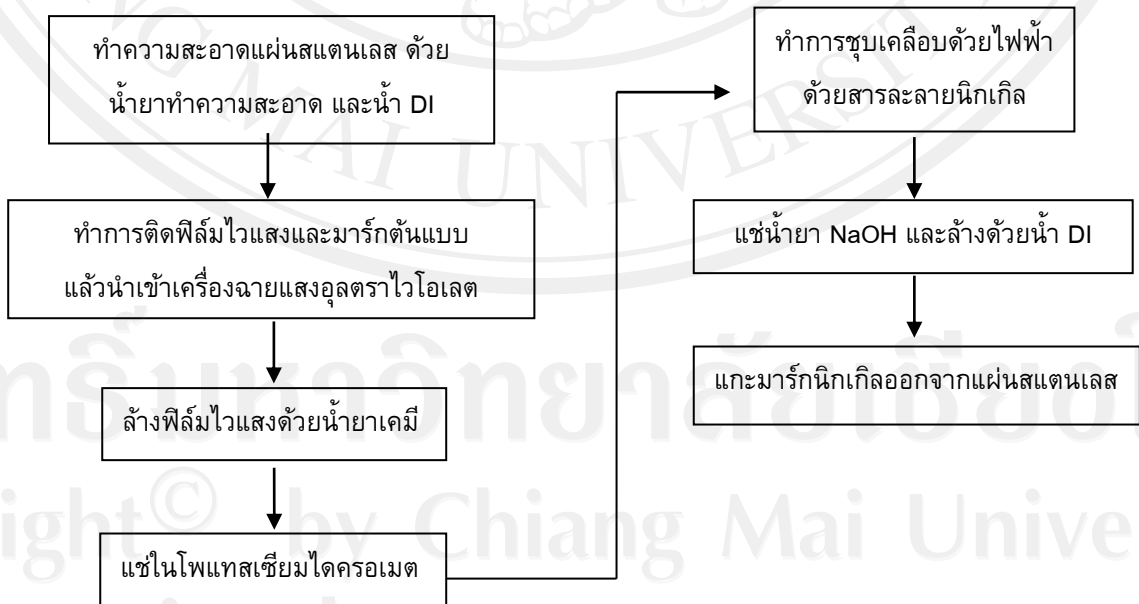 ทำความสะอาดแผ่นสแตนเลส ด้วย
น้ำยาทำความสะอาด และน้ำ DI
ทำการติดฟิล์มไวแสงและมาร์กต้นแบบ
แล้วนำเข้าเครื่องฉายแสงอุลตราไวโอเลต
ล้างฟิล์มไวแสงด้วยน้ำยาเคมี
แช่ในโพแทสเซียมไดครอเมต
ทำการชุบเคลือบด้วยไฟฟ้า
ด้วยสารละลายนิกเกิล
แช่น้ำยา NaOH และล้างด้วยน้ำ DI
แกะมาร์กนิกเกิลออกจากแผ่นสแตนเลส
MAI UNIVERSIT
© by Chiang Mai Unive